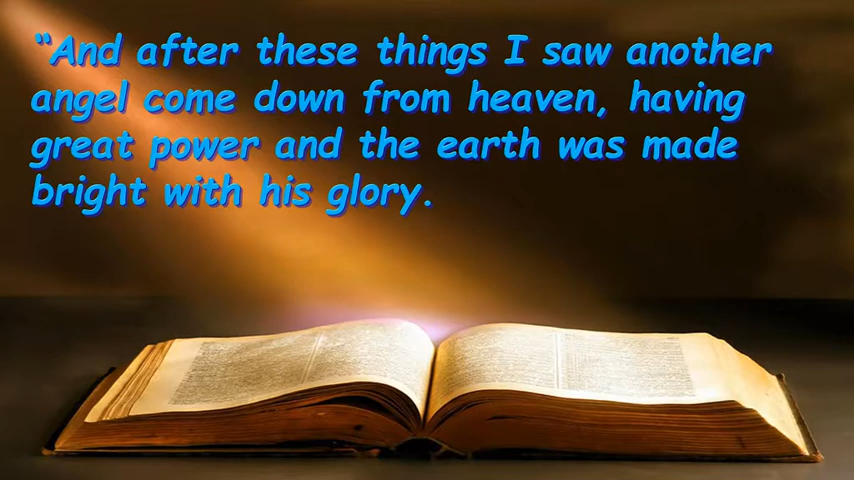 “And after these things I saw another
angel come down from heaven, having
great power and the earth was made
bright with his glory.